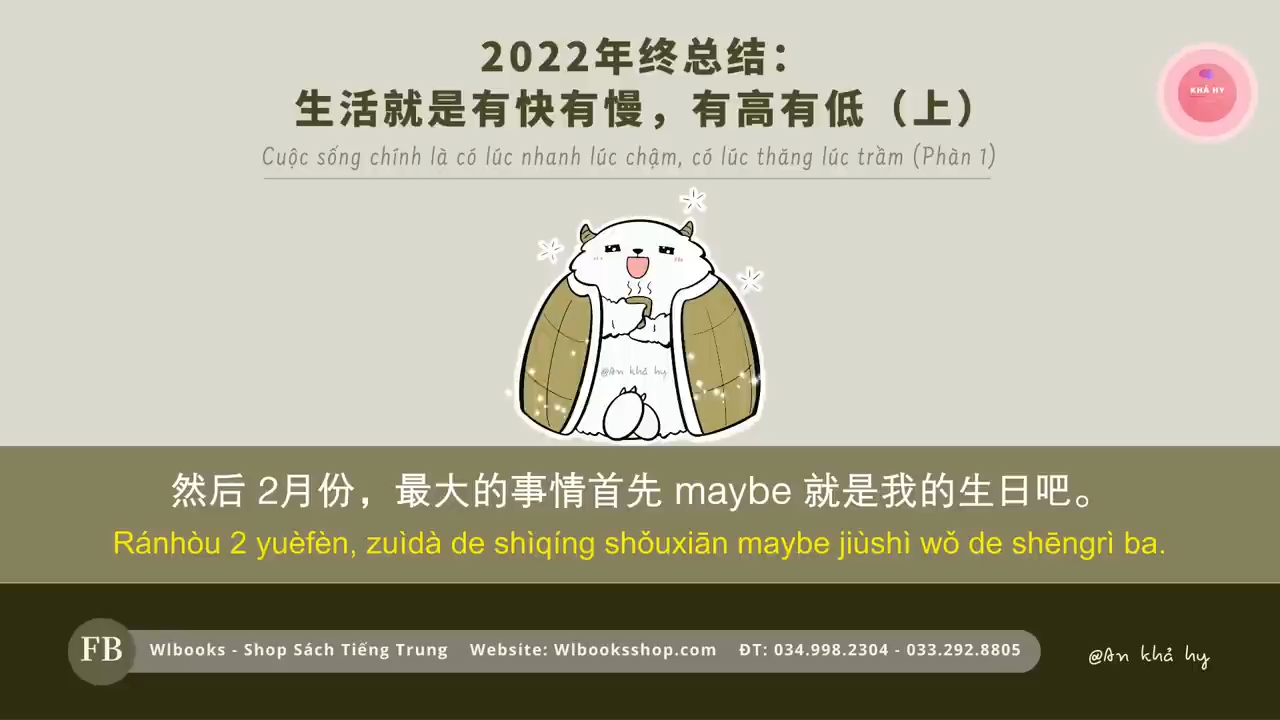 2022年终总结：
生活就是有快有慢，有高有低（上）
Cuộc sống chính là có lúc nhanh lúc chậm, có lúc thăng lúc trầm (Phần 1)
KHẢ HY
@An khả hy
然后 2月份，最大的事情首先 maybe 就是我的生日吧。
Ránhòu 2 yuèfèn, zuìdà de shìqíng shǒuxiān maybe jiùshì wǒ de shēngrì ba.
FB Wlbooks - Shop Sách Tiếng Trung Website: Wlbooksshop.com ĐT: 034.998.2304 - 033.292.8805
@An khả hy